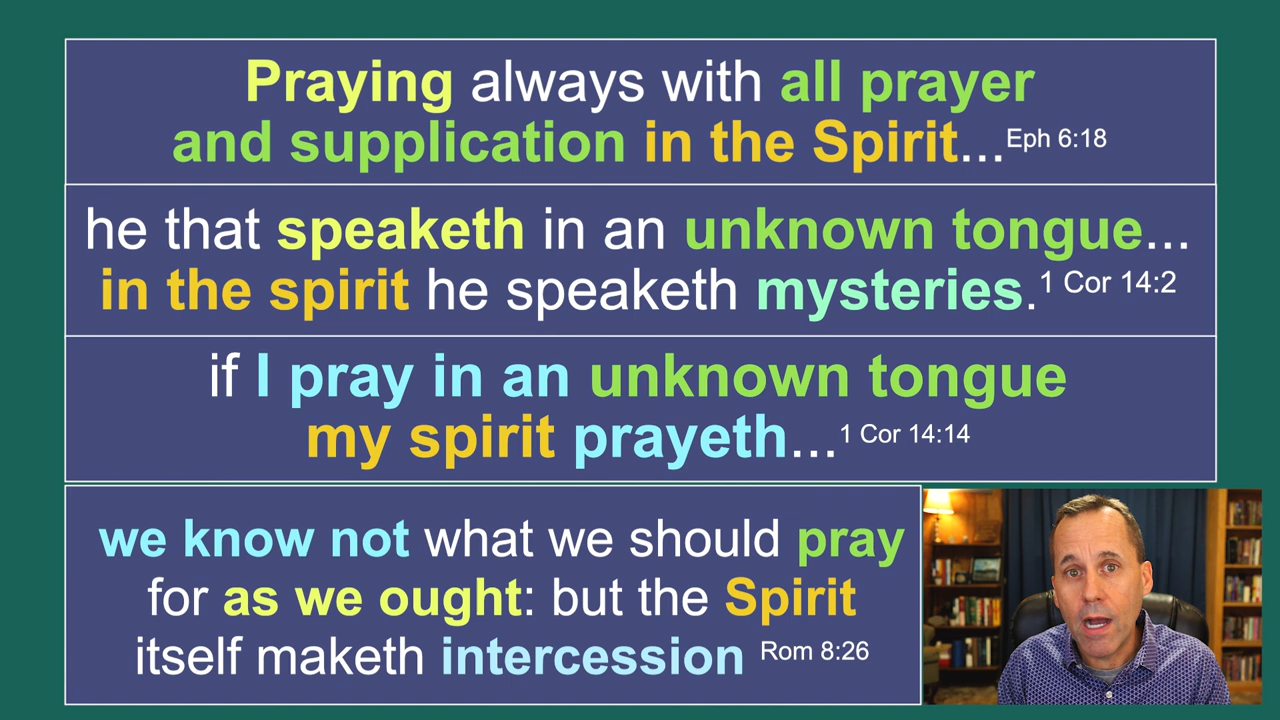 Praying always with all prayer
and supplication in the Spirit...Eph 6:18
he that speaketh in an unknown tongue...
in the spirit he speaketh mysteries.1 Cor 14:2
if I pray in an unknown tongue
my spirit prayeth...1 Cor 14:14
we know not what we should pray
for as we ought: but the Spirit
itself maketh intercession Rom 8:26